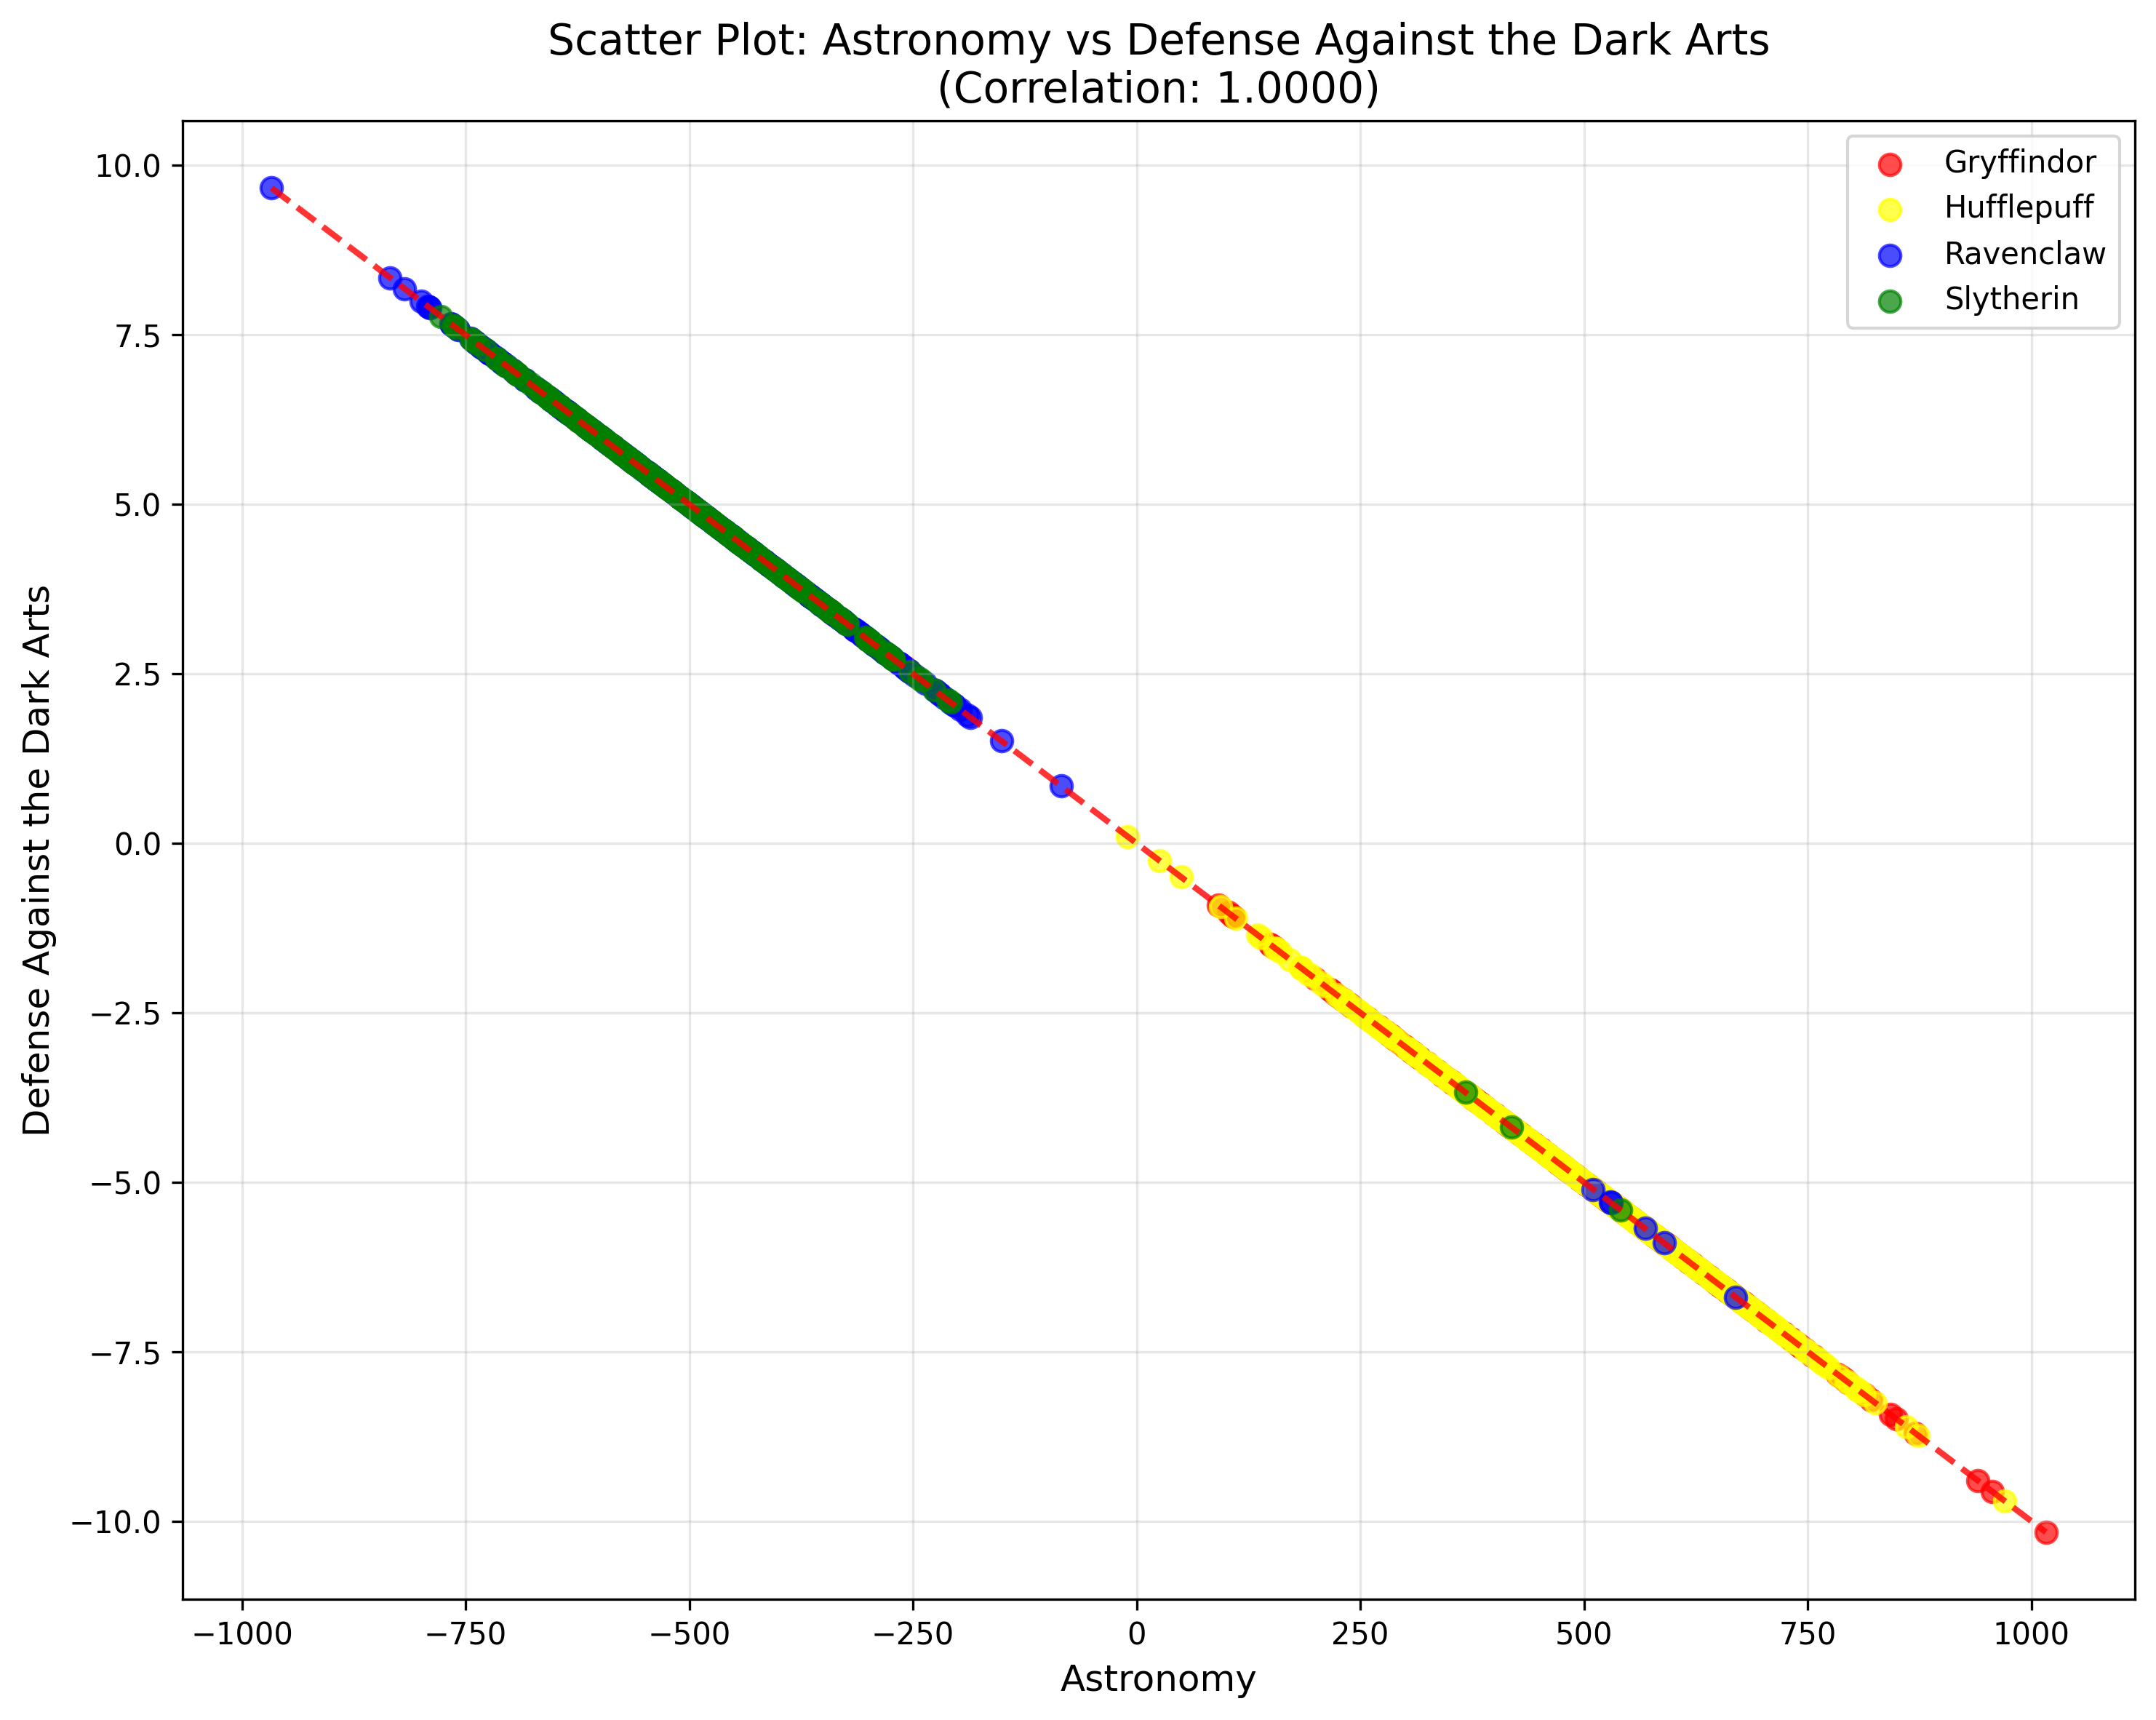 Scatter Plot: Astronomy vs Defense Against the Dark Arts
(Correlation: 1.0000)
Gryffindor
Hufflepuff
Ravenclaw
Slytherin
Defense Against the Dark Arts
10.0
7.5
5.0
2.5
0.0
−2.5
−5.0
−7.5
−10.0
−1000 −750 −500 −250 0 250 500 750 1000
Astronomy